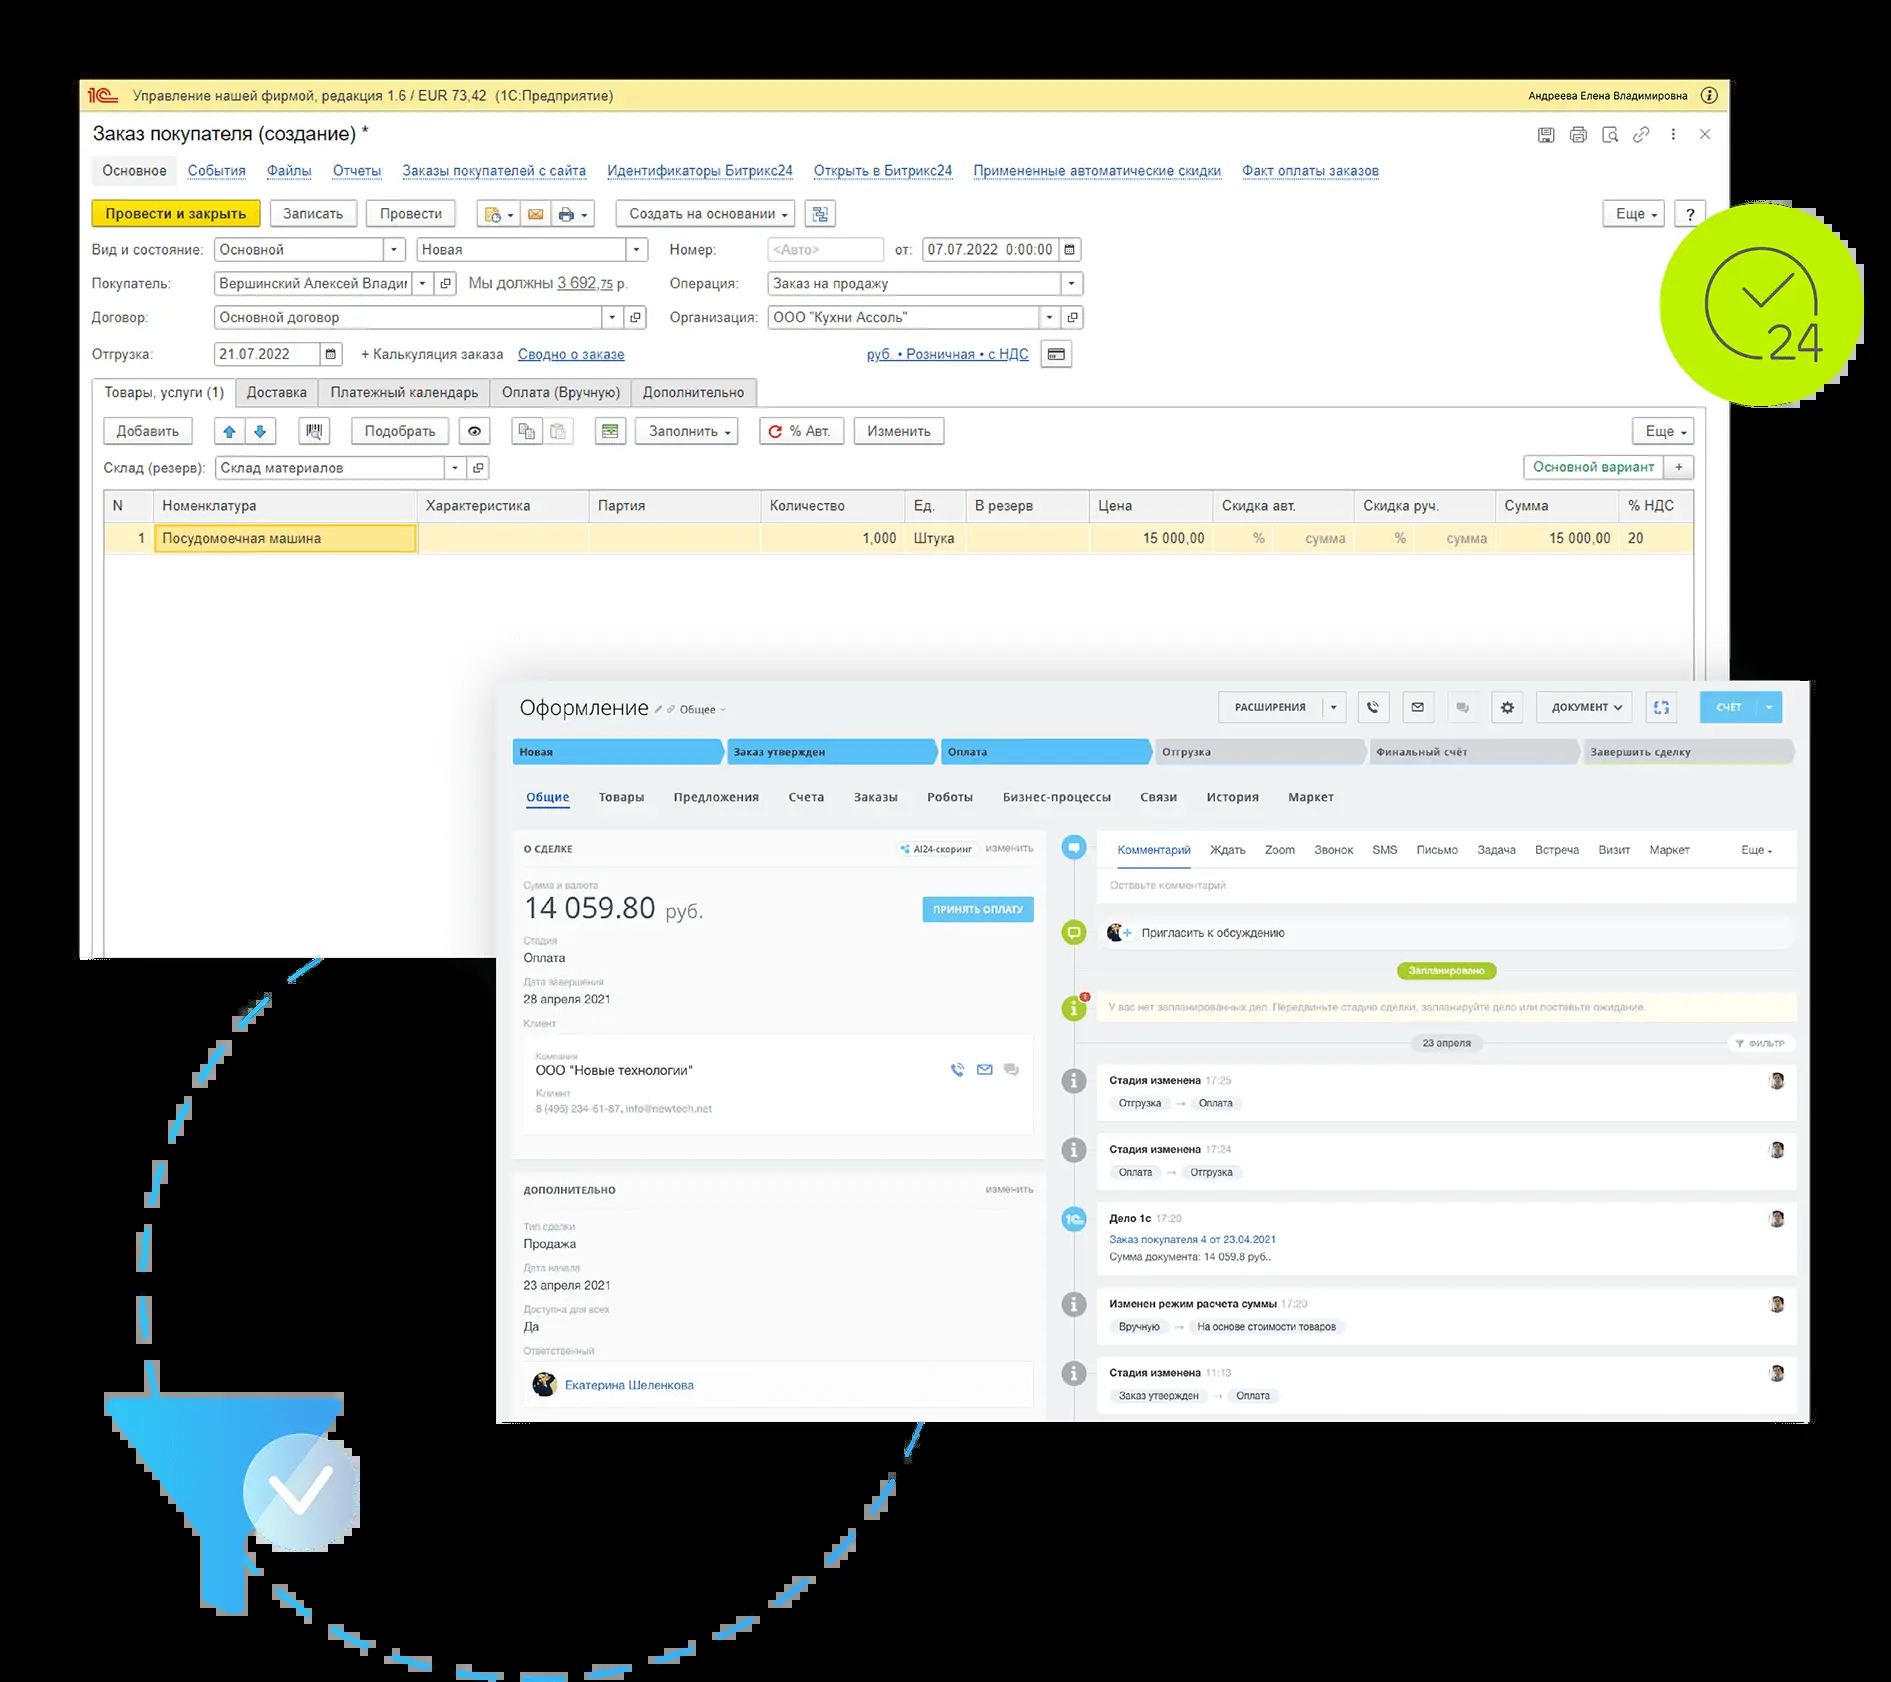 1С Управление нашей фирмой, редакция 1.6 / EUR 73,42 (1С:Предприятие) Андреева Елена Владимировна
Заказ покупателя (создание) *
Основное События Файлы Отчеты Заказы покупателей с сайта Идентификаторы Битрикс24 Открыть в Битрикс24 Примененные автоматические скидки Факт оплаты заказов
Провести и закрыть Записать Провести Создать на основании Еще ?
Вид и состояние: Основной Новая Номер: <Авто> от: 07.07.2022 0:00:00
Покупатель: Вершинский Алексей Влади Мы должны 3 692,75 р. Операция: Заказ на продажу
Договор: Основной договор Организация: ООО "Кухни Ассоль"
Отгрузка: 21.07.2022 + Калькуляция заказа Сводно о заказе руб. • Розничная • с НДС
24
Товары, услуги (1) Доставка Платежный календарь Оплата (Вручную) Дополнительно
Добавить Подобрать Заполнить % Авт. Изменить Еще
Склад (резерв): Склад материалов Основной вариант +
N Номенклатура Характеристика Партия Количество Ед. В резерв Цена Скидка авт. Скидка руч. Сумма % НДС
1 Посудомоечная машина 1,000 Штука 15 000,00 % сумма % сумма 15 000,00 20
Оформление Общее РАСШИРЕНИЯ ДОКУМЕНТ СЧЁТ
Новая Заказ утвержден Оплата Отгрузка Финальный счёт Завершить сделку
Общие Товары Предложения Счета Заказы Роботы Бизнес-процессы Связи История Маркет
О СДЕЛКЕ AI24-скоринг изменить
Сумма и валюта
14 059.80 руб. ПРИНЯТЬ ОПЛАТУ
Стадия
Оплата
Дата завершения
28 апреля 2021
Клиент
Компания
ООО "Новые технологии"
Клиент
8 (495) 234-61-87, info@newtech.net
ДОПОЛНИТЕЛЬНО изменить
Тип сделки
Продажа
Дата начала
23 апреля 2021
Доступна для всех
Да
Ответственный
Екатерина Шеленкова
Комментарий Ждать Zoom Звонок SMS Письмо Задача Встреча Визит Маркет Еще
Оставьте комментарий
Пригласить к обсуждению
Запланировано
1
У вас нет запланированных дел. Передвиньте стадию сделки, запланируйте дело или поставьте ожидание.
23 апреля ФИЛЬТР
Стадия изменена 17:25
Отгрузка → Оплата
Стадия изменена 17:24
Оплата → Отгрузка
1С Дело 1с 17:20
Заказ покупателя 4 от 23.04.2021
Сумма документа: 14 059,8 руб..
Изменен режим расчета суммы 17:20
Вручную → На основе стоимости товаров
Стадия изменена 11:13
Заказ утвержден → Оплата